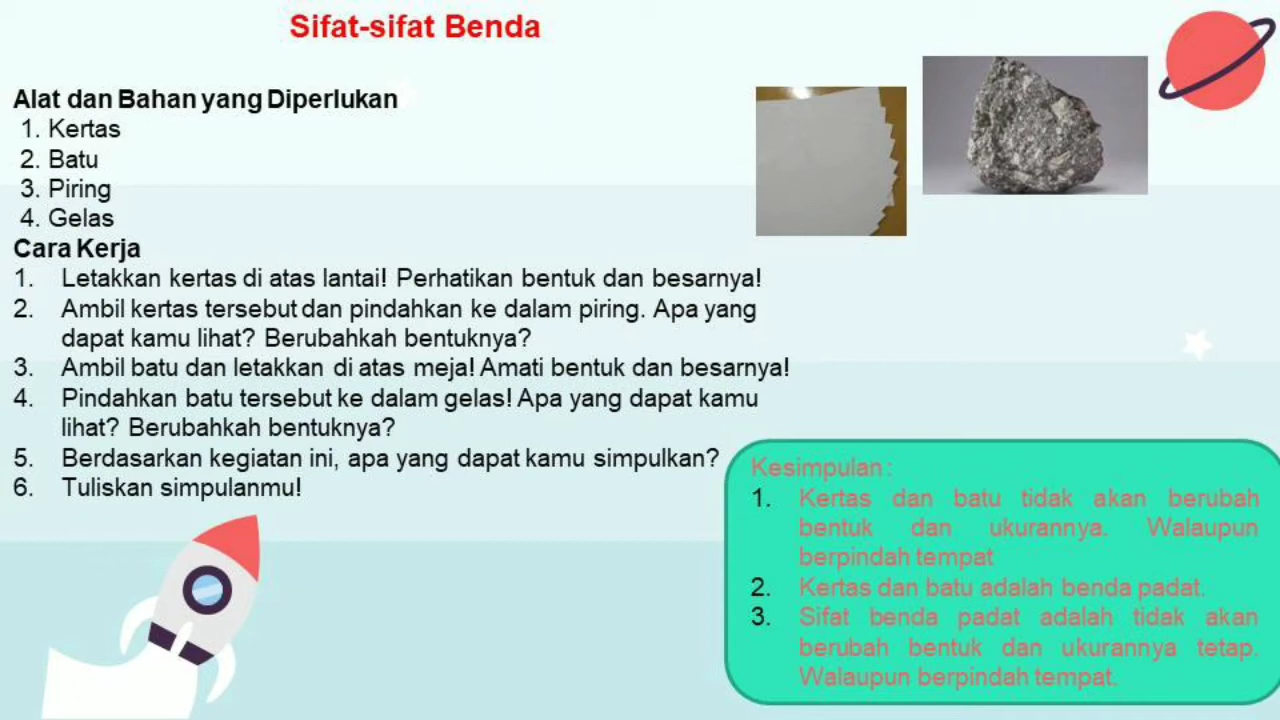 Sifat-sifat Benda
Alat dan Bahan yang Diperlukan
1. Kertas
2. Batu
3. Piring
4. Gelas
Cara Kerja
1. Letakkan kertas di atas lantai! Perhatikan bentuk dan besarnya!
2. Ambil kertas tersebut dan pindahkan ke dalam piring. Apa yang
dapat kamu lihat? Berubahkah bentuknya?
3. Ambil batu dan letakkan di atas meja! Amati bentuk dan besarnya!
4. Pindahkan batu tersebut ke dalam gelas! Apa yang dapat kamu
lihat? Berubahkah bentuknya?
5. Berdasarkan kegiatan ini, apa yang dapat kamu simpulkan?
6. Tuliskan simpulanmu!
Kesimpulan :
1. Kertas dan batu tidak akan berubah
bentuk dan ukurannya. Walaupun
berpindah tempat
2. Kertas dan batu adalah benda padat.
3. Sifat benda padat adalah tidak akan
berubah bentuk dan ukurannya tetap.
Walaupun berpindah tempat.